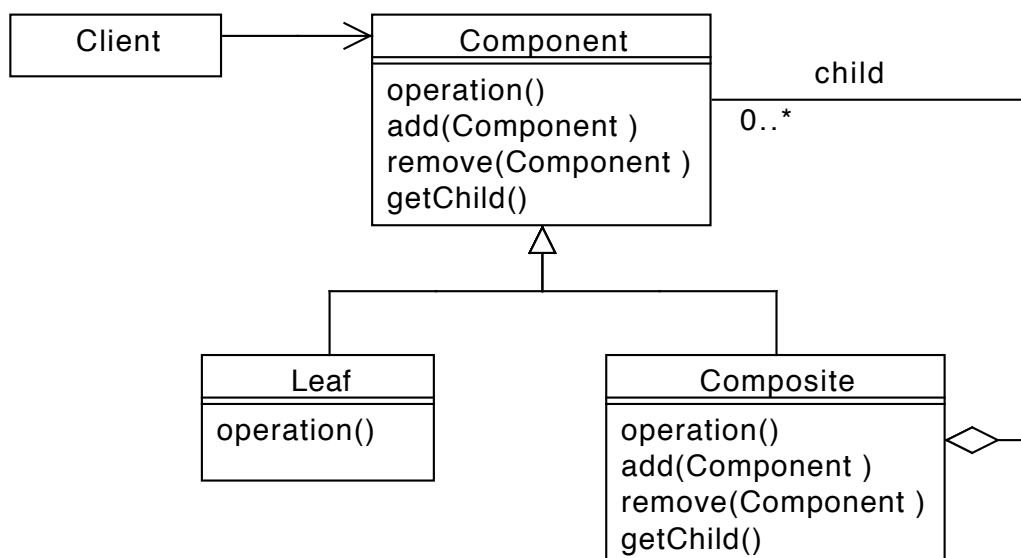 Client
Component
operation()
add(Component )
remove(Component )
getChild()
child
0..*
Leaf
operation()
Composite
operation()
add(Component )
remove(Component )
getChild()